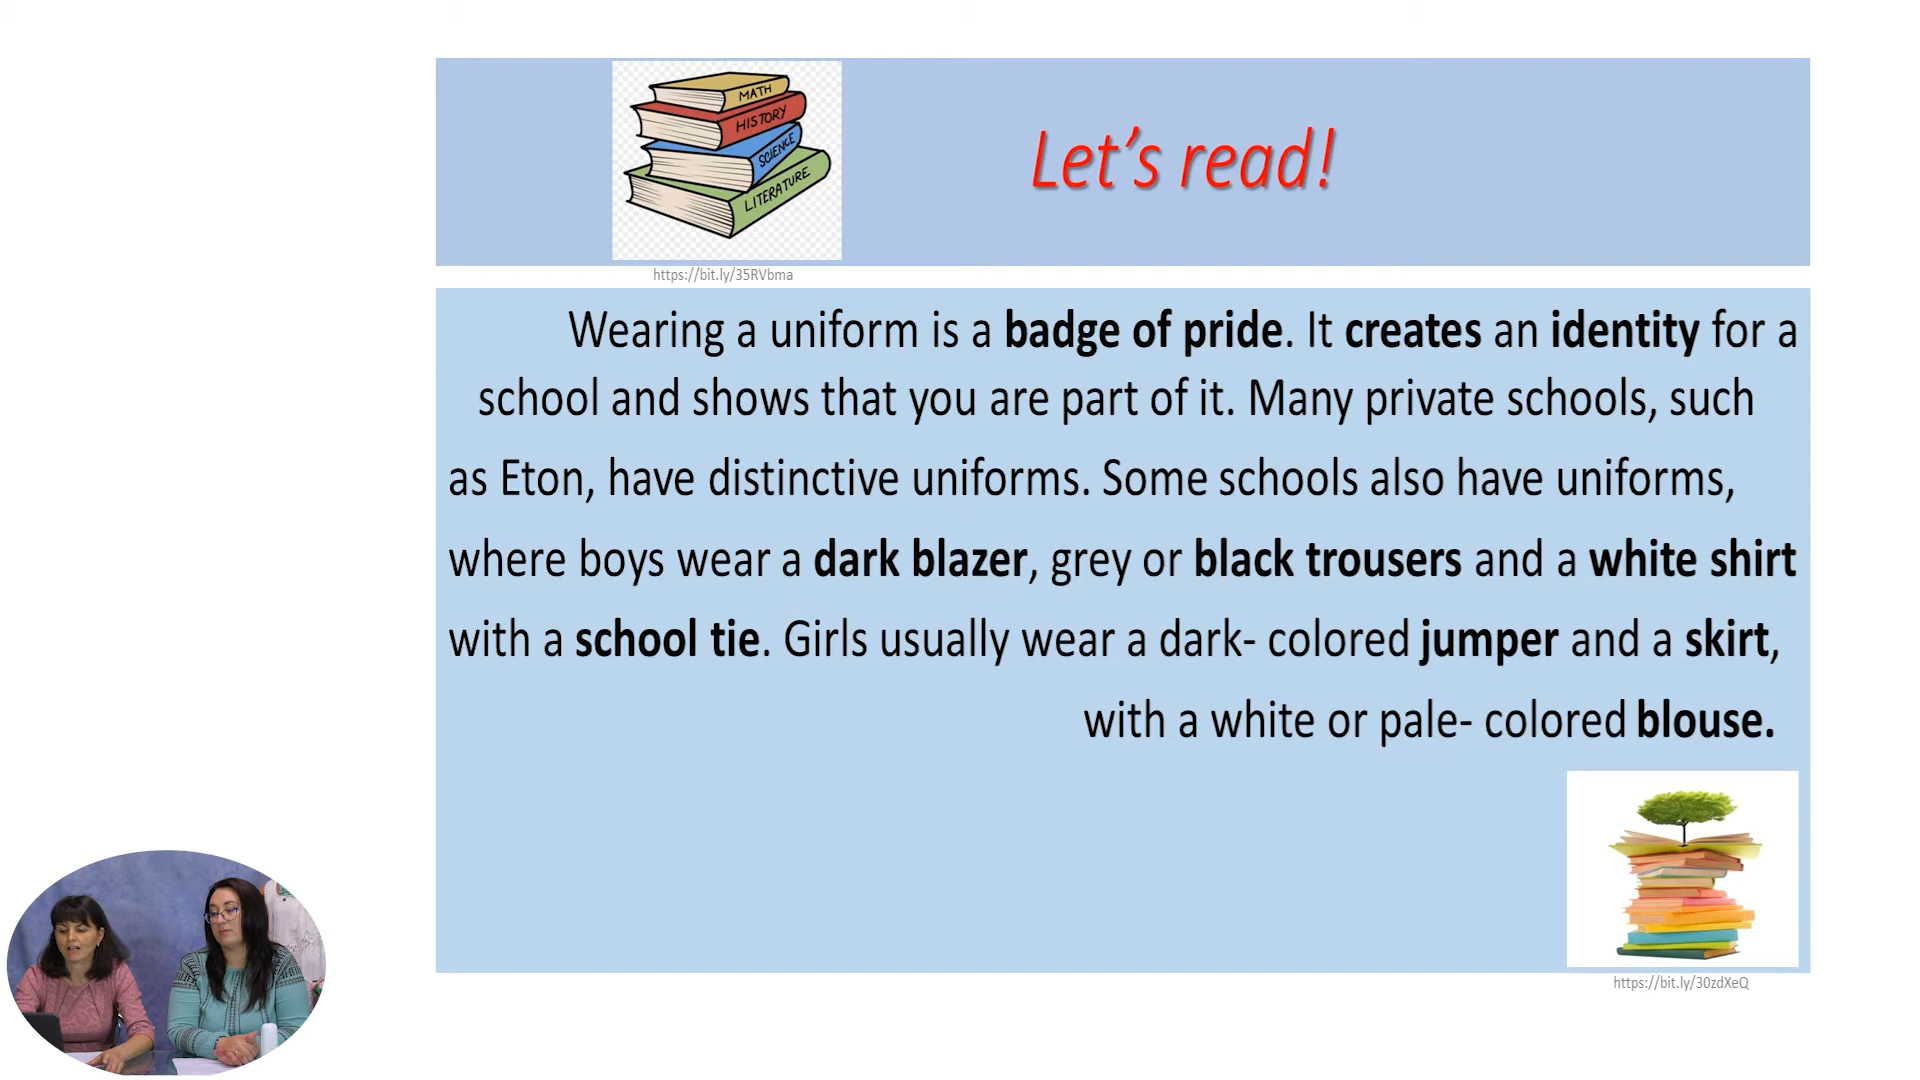 MATH
HISTORY
SCIENCE
LITERATURE
Let’s read!
https://bit.ly/35RVbma
Wearing a uniform is a badge of pride. It creates an identity for a
school and shows that you are part of it. Many private schools, such
as Eton, have distinctive uniforms. Some schools also have uniforms,
where boys wear a dark blazer, grey or black trousers and a white shirt
with a school tie. Girls usually wear a dark- colored jumper and a skirt,
with a white or pale- colored blouse.
https://bit.ly/30zdXeQ